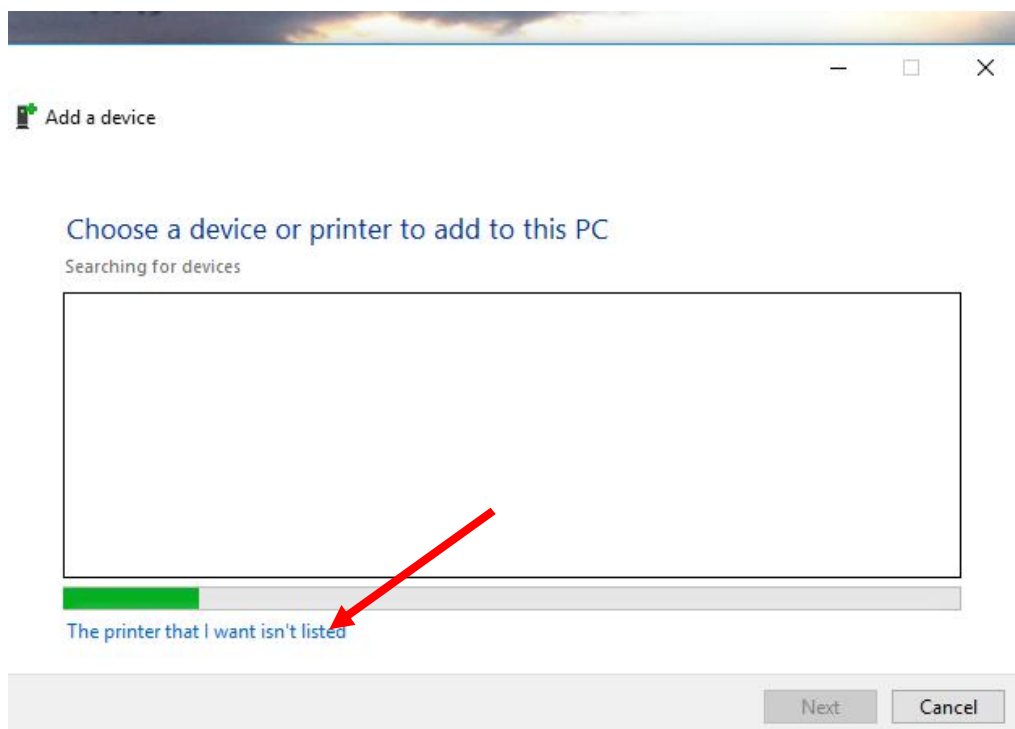 Add a device
Choose a device or printer to add to this PC
Searching for devices
The printer that I want isn't listed
Next Cancel